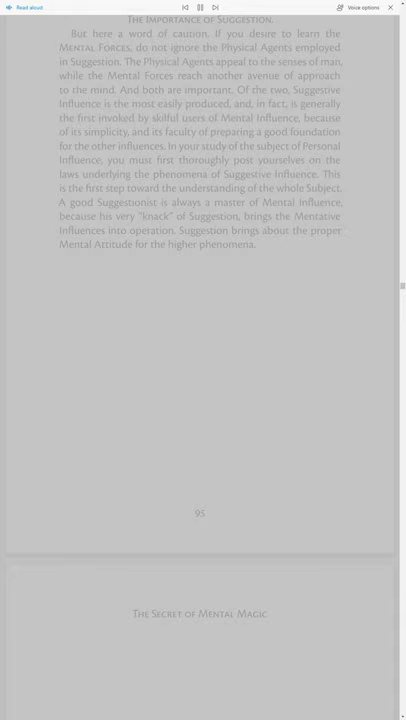 Read aloud
Voice options
The Importance of Suggestion.
But here a word of caution. If you desire to learn the
Mental Forces, do not ignore the Physical Agents employed
in Suggestion. The Physical Agents appeal to the senses of man,
while the Mental Forces reach another avenue of approach
to the mind. And both are important. Of the two, Suggestive
Influence is the most easily produced, and, in fact, is generally
the first invoked by skilful users of Mental Influence, because
of its simplicity, and its faculty of preparing a good foundation
for the other influences. In your study of the subject of Personal
Influence, you must first thoroughly post yourselves on the
laws underlying the phenomena of Suggestive Influence. This
is the first step toward the understanding of the whole Subject.
A good Suggestionist is always a master of Mental Influence,
because his very "knack" of Suggestion, brings the Mentative
Influences into operation. Suggestion brings about the proper
Mental Attitude for the higher phenomena.
95
The Secret of Mental Magic